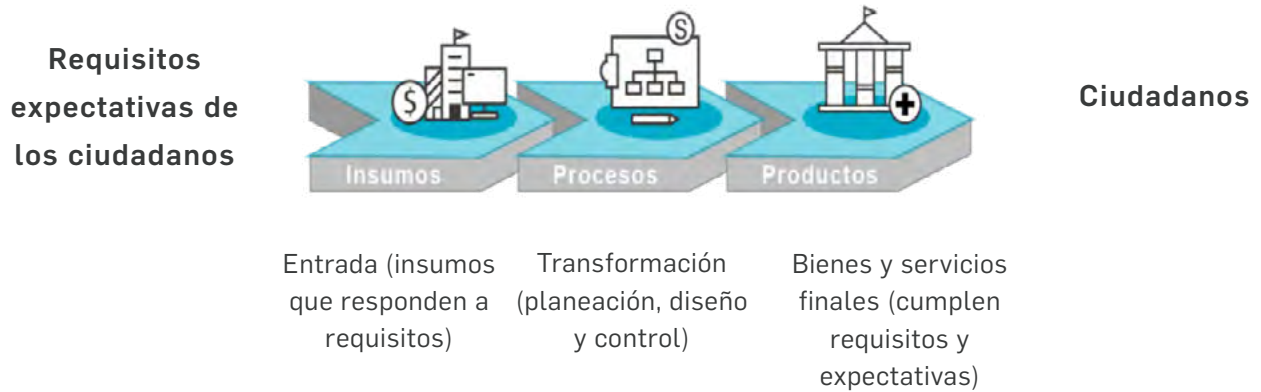 Requisitos
expectativas de
los ciudadanos
$
Insumos
S
Procesos
Productos
Ciudadanos
Entrada (insumos
que responden a
requisitos)
Transformación
(planeación, diseño
y control)
Bienes y servicios
finales (cumplen
requisitos y
expectativas)